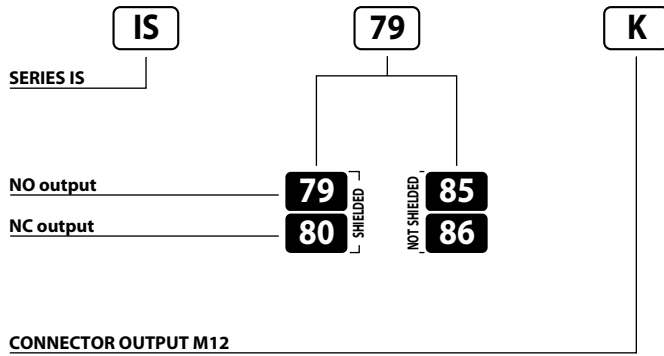 IS 79 K
SERIES IS
NO output 79 SHIELDED NOT SHIELDED 85
NC output 80 86
CONNECTOR OUTPUT M12